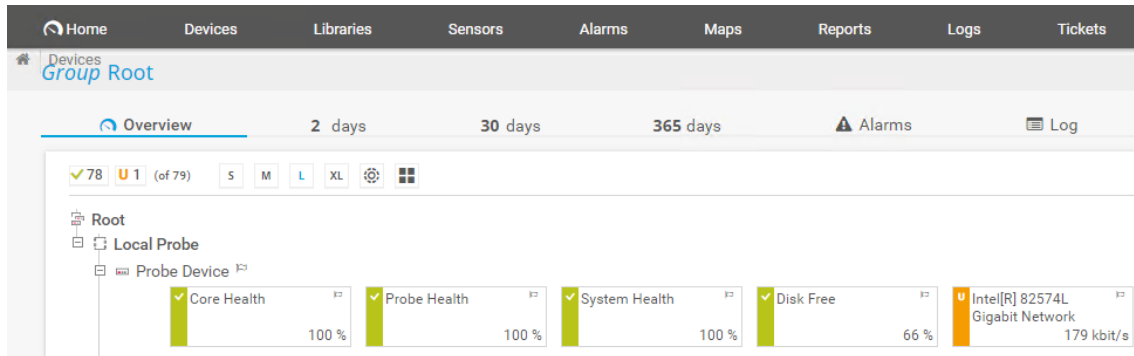 Home Devices Libraries Sensors Alarms Maps Reports Logs Tickets
Devices
Group Root
Overview 2 days 30 days 365 days Alarms Log
78 U 1 (of 79) S M L XL
Root
Local Probe
Probe Device
Core Health Probe Health System Health Disk Free U Intel[R] 82574L
Gigabit Network
100 % 100 % 100 % 66 % 179 kbit/s